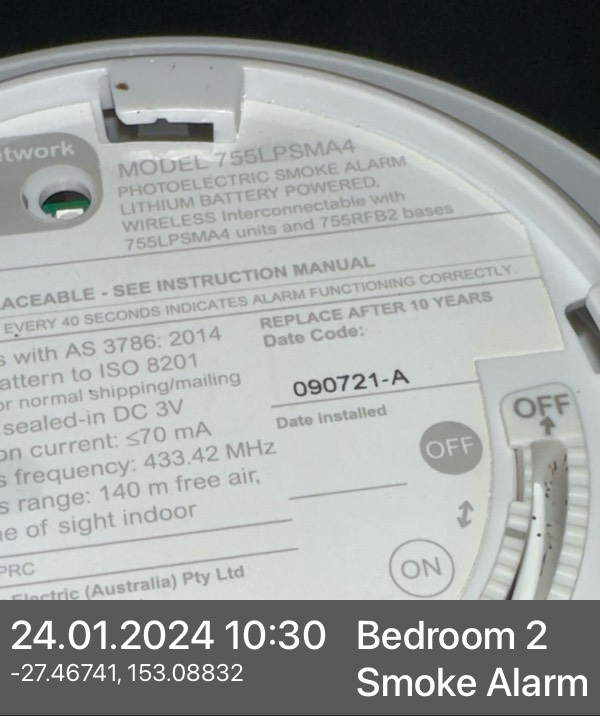 etwork
MODEL 755LPSMA4
PHOTOELECTRIC SMOKE ALARM
LITHIUM BATTERY POWERED,
WIRELESS Interconnectable with
755LPSMA4 units and 755RFB2 bases
ACEABLE - SEE INSTRUCTION MANUAL
EVERY 40 SECONDS INDICATES ALARM FUNCTIONING CORRECTLY.
s with AS 3786: 2014
attern to ISO 8201
or normal shipping/mailing
sealed-in DC 3V
on current: ≤70 mA
s frequency: 433.42 MHz
s range: 140 m free air,
ne of sight indoor
PRC
Electric (Australia) Pty Ltd
REPLACE AFTER 10 YEARS
Date Code:
090721-A
Date installed
OFF
ON
OFF
24.01.2024 10:30
-27.46741, 153.08832
Bedroom 2
Smoke Alarm